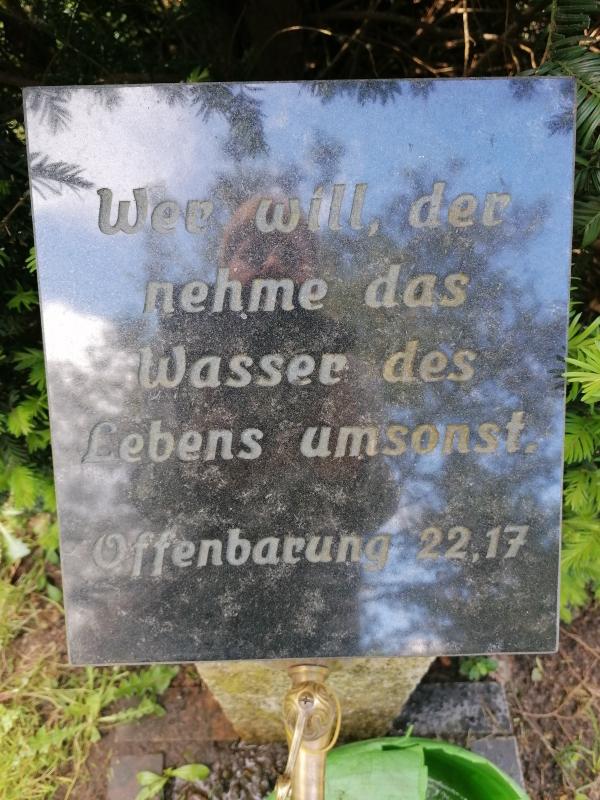 Wer will, der
nehme das
Wasser des
Lebens umsonst.
Offenbarung 22,17